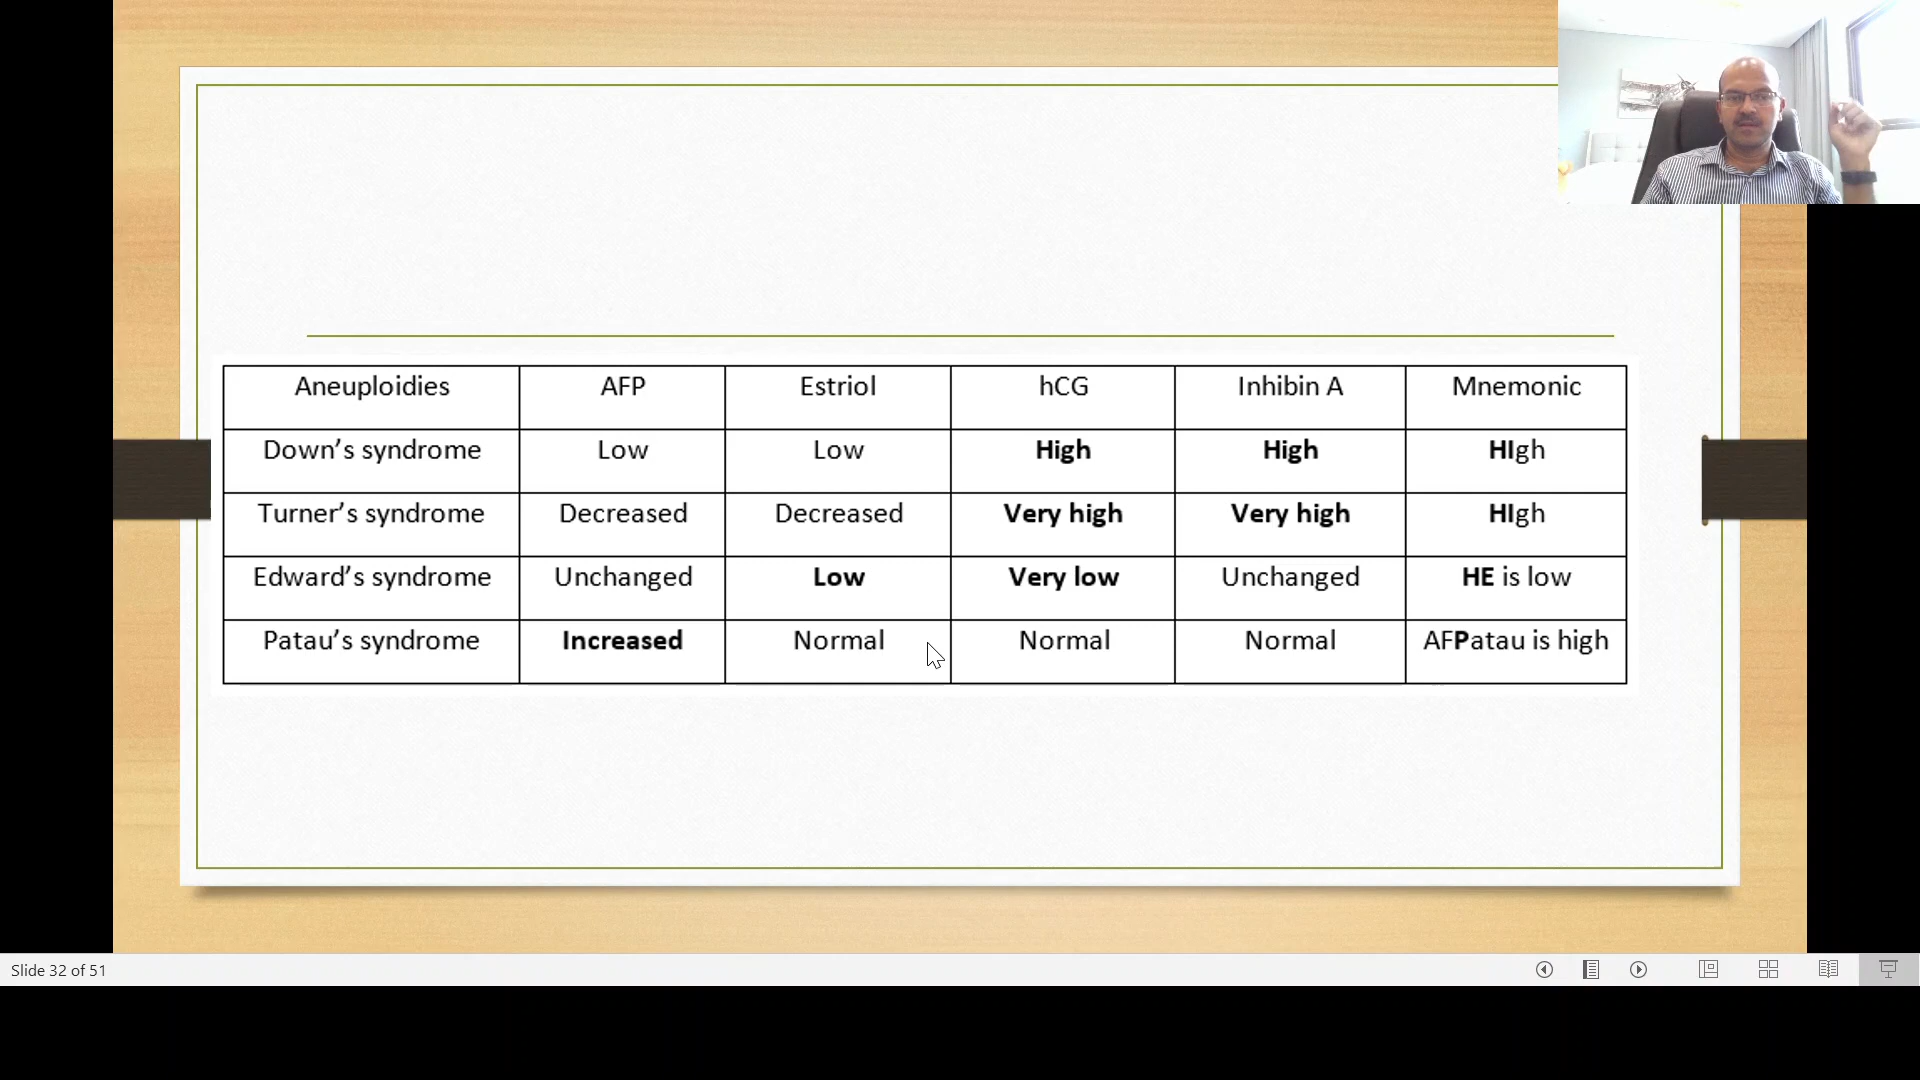 Aneuploidies AFP Estriol hCG Inhibin A Mnemonic
Down’s syndrome Low Low High High HIgh
Turner’s syndrome Decreased Decreased Very high Very high HIgh
Edward’s syndrome Unchanged Low Very low Unchanged HE is low
Patau’s syndrome Increased Normal Normal Normal AFPatau is high
Slide 32 of 51